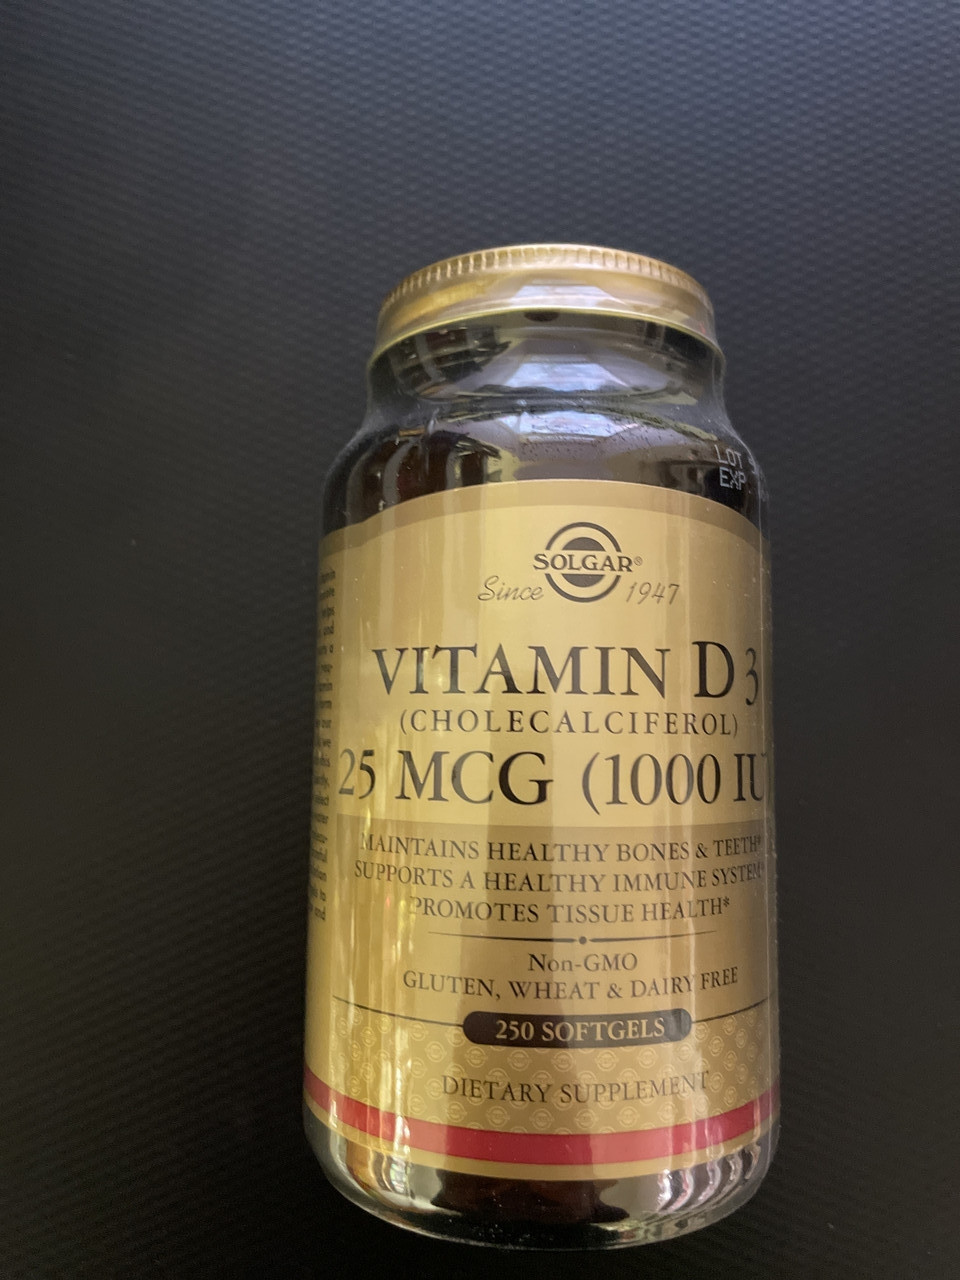 LOT
EXP
SOLGAR®
Since 1947
VITAMIN D3
(CHOLECALCIFEROL)
25 MCG (1000 IU
MAINTAINS HEALTHY BONES & TEETH*
SUPPORTS A HEALTHY IMMUNE SYSTEM*
PROMOTES TISSUE HEALTH*
Non-GMO
GLUTEN, WHEAT & DAIRY FREE
250 SOFTGELS
DIETARY SUPPLEMENT